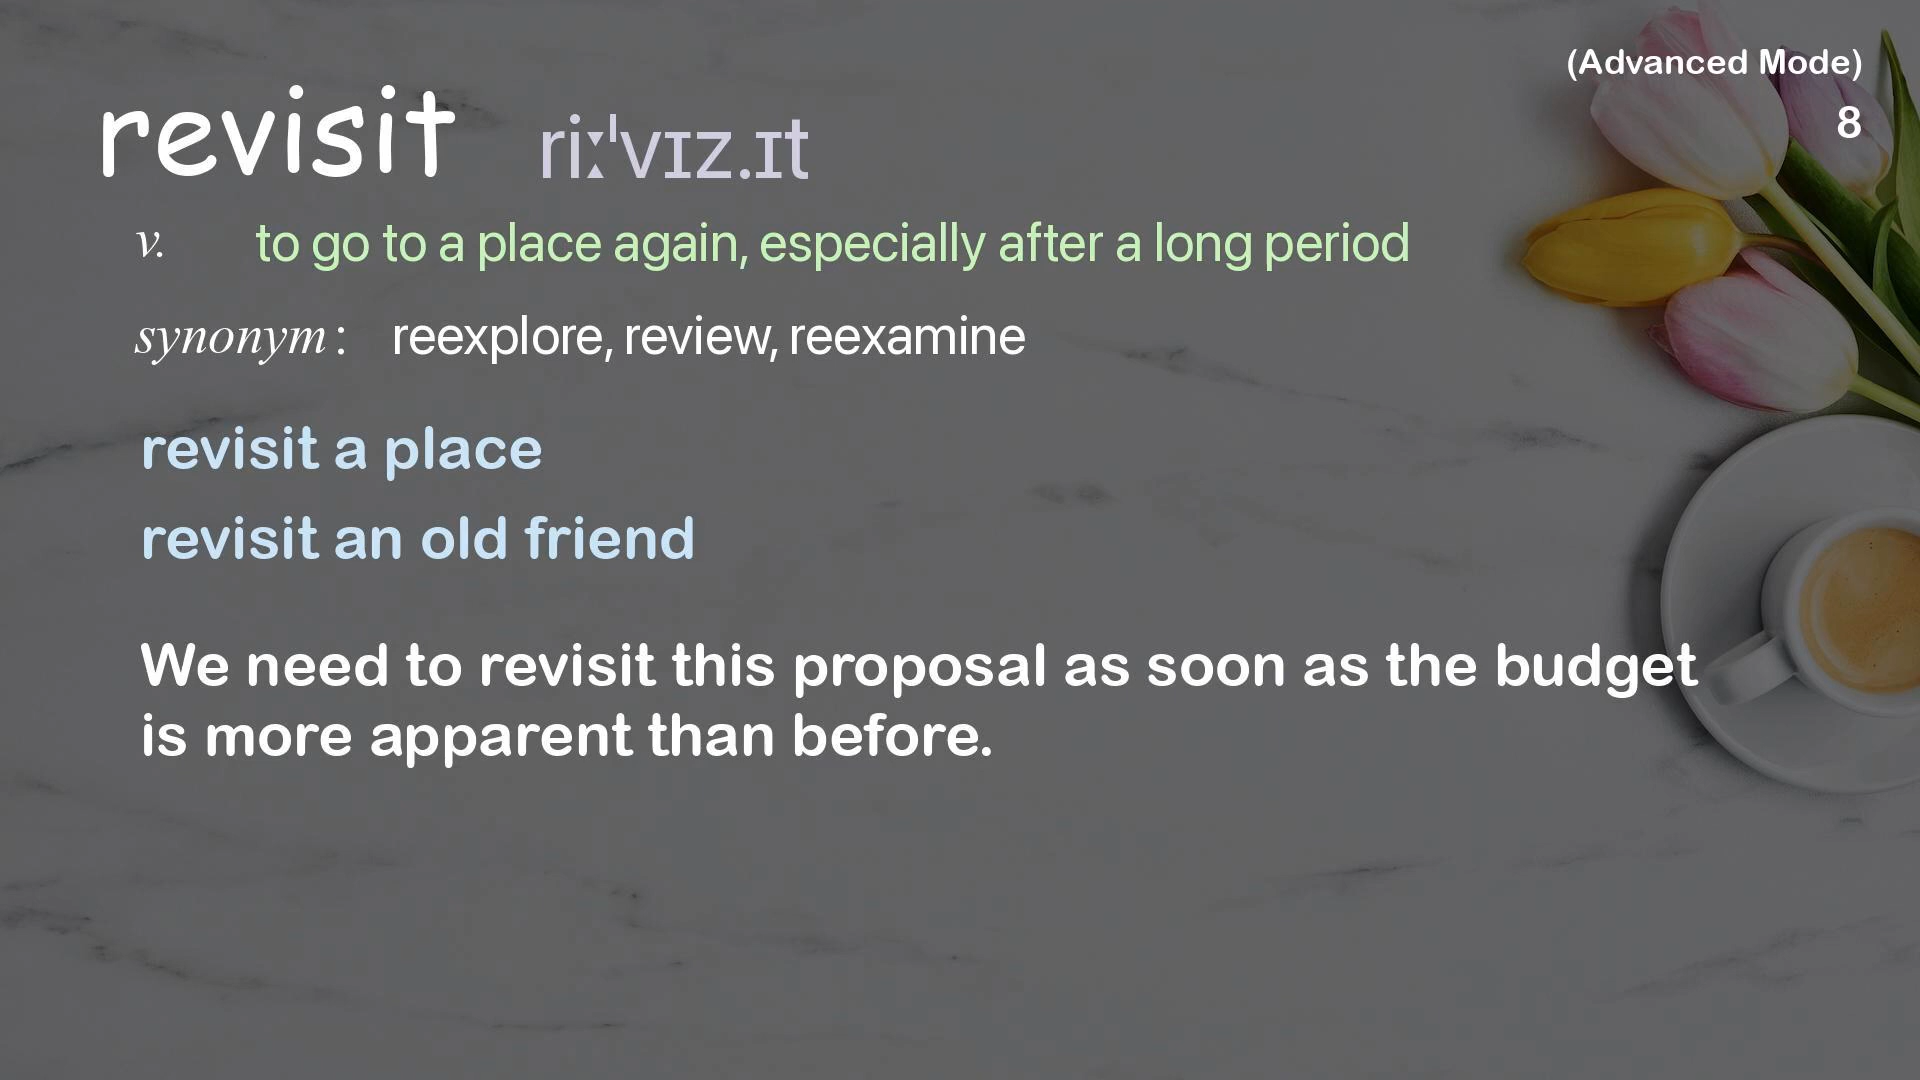 (Advanced Mode)
8
revisit riːˈvɪz.ɪt
v. to go to a place again, especially after a long period
synonym : reexplore, review, reexamine
revisit a place
revisit an old friend
We need to revisit this proposal as soon as the budget
is more apparent than before.